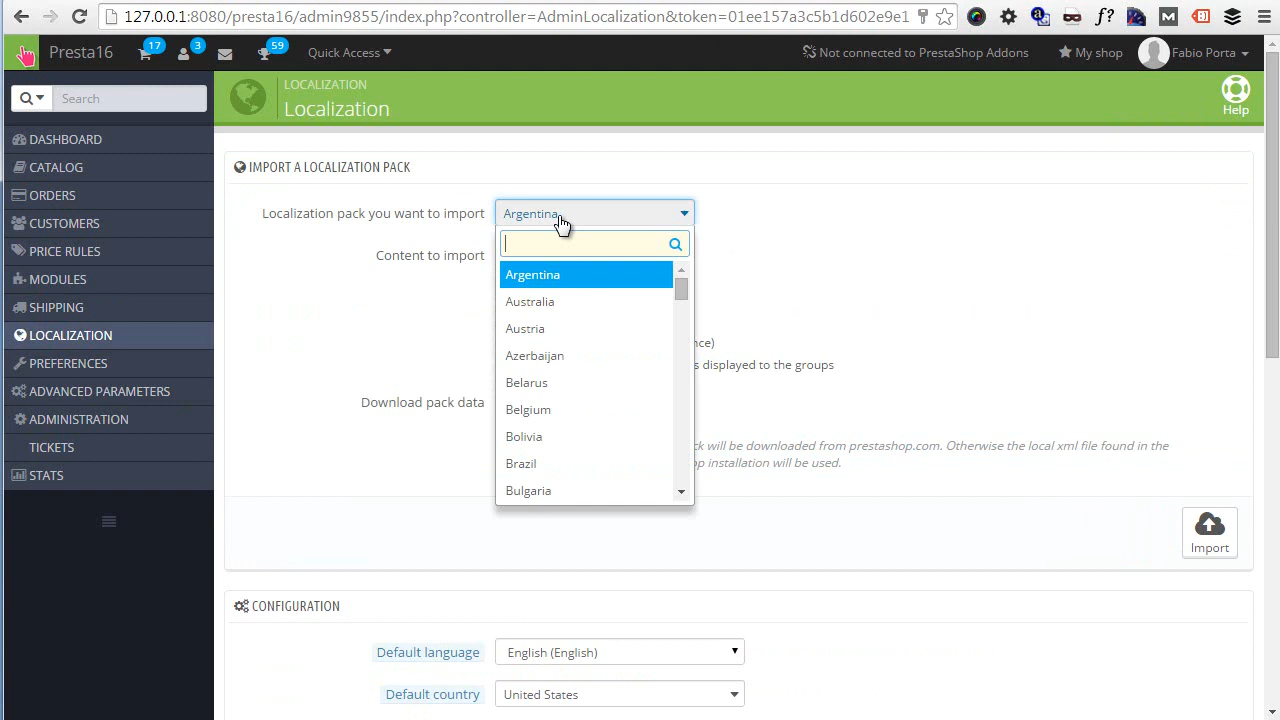 127.0.0.1:8080/presta16/admin9855/index.php?controller=AdminLocalization&token=01ee157a3c5b1d602e9e1
Presta16 17 3 59 Quick Access Not connected to PrestaShop Addons My shop Fabio Porta
Search
LOCALIZATION
Localization
Help
DASHBOARD
CATALOG
ORDERS
CUSTOMERS
PRICE RULES
MODULES
SHIPPING
LOCALIZATION
PREFERENCES
ADVANCED PARAMETERS
ADMINISTRATION
TICKETS
STATS
IMPORT A LOCALIZATION PACK
Localization pack you want to import Argentina
Content to import
Argentina
Australia
Austria
Azerbaijan
Belarus
Belgium
Bolivia
Brazil
Bulgaria
nce)
s displayed to the groups
Download pack data
ck will be downloaded from prestashop.com. Otherwise the local xml file found in the
op installation will be used.
Import
CONFIGURATION
Default language English (English)
Default country United States